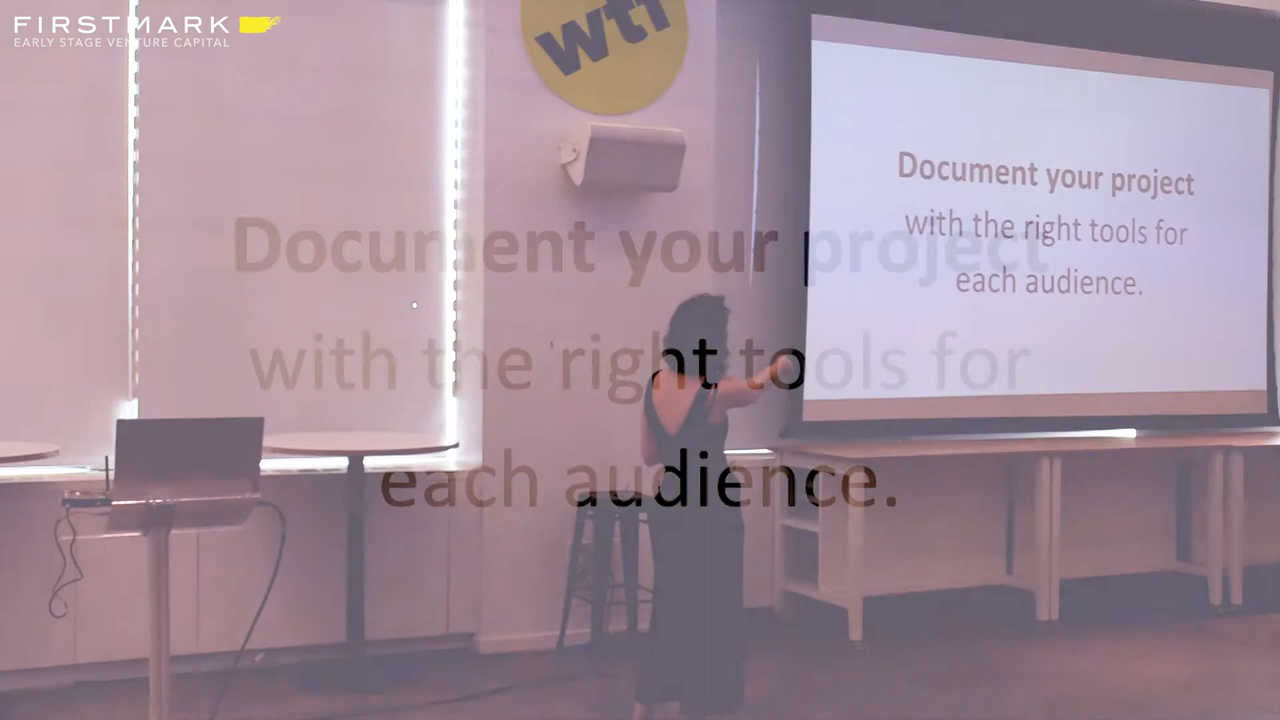 FIRSTMARK
EARLY STAGE VENTURE CAPITAL
wtf
Document your project
with the right tools for
each audience.
Document your project
with the right tools for
each audience.